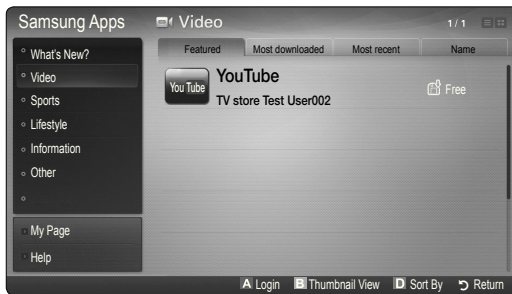 Samsung Apps
Video
1/1
What's New?
Video
Sports
Lifestyle
Information
Other
My Page
Help
Featured Most downloaded Most recent Name
You Tube
YouTube
TV store Test User002
Free
A Login B Thumbnail View D Sort By Return